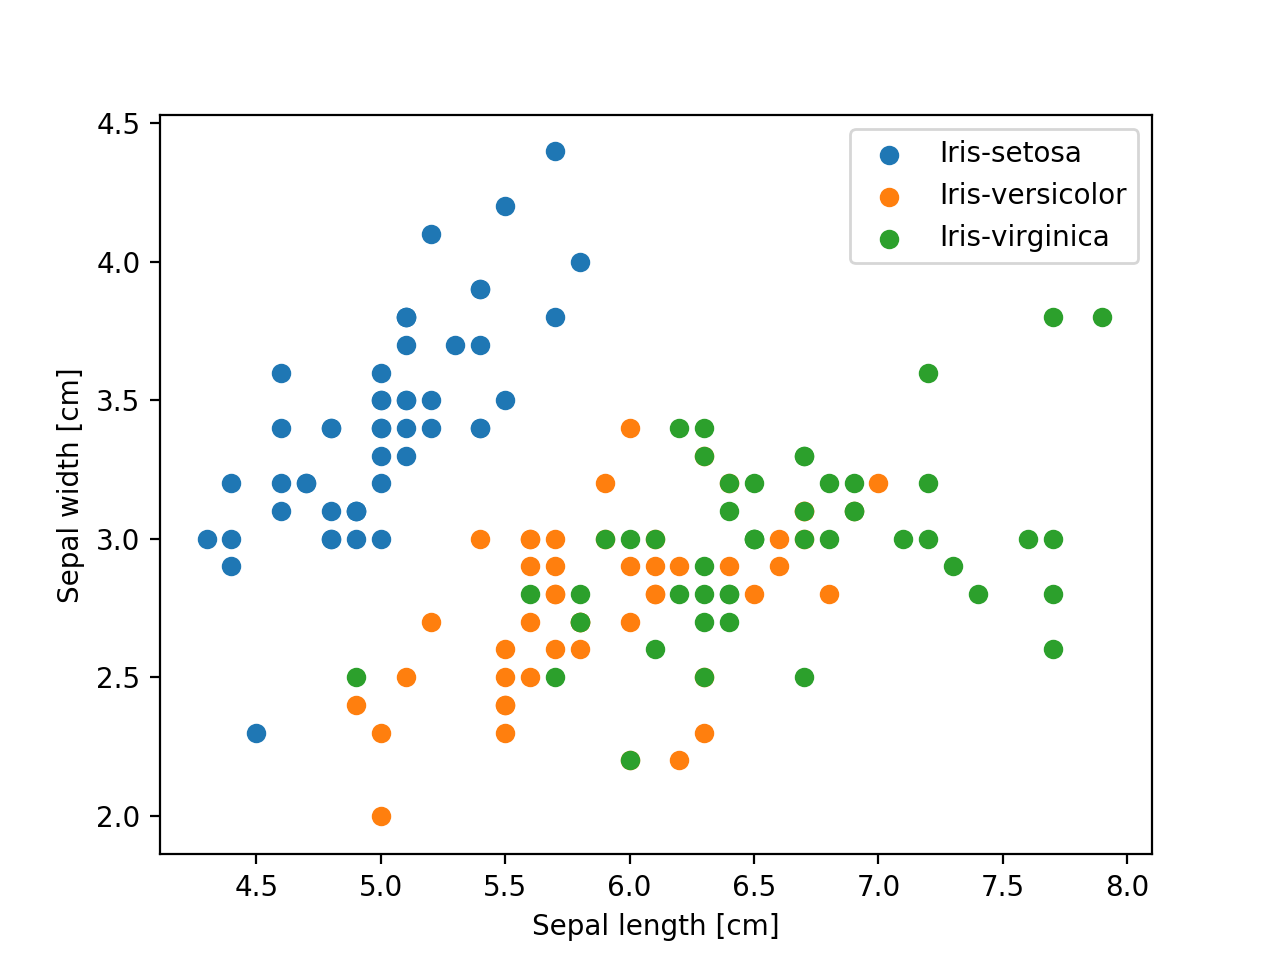 4.5
4.0
3.5
3.0
2.5
2.0
Sepal width [cm]
Iris-setosa
Iris-versicolor
Iris-virginica
4.5 5.0 5.5 6.0 6.5 7.0 7.5 8.0
Sepal length [cm]